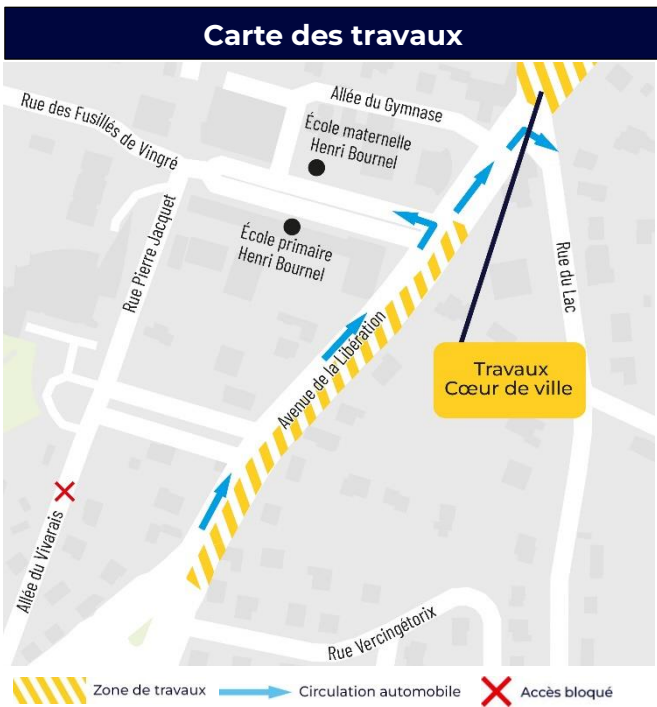 Carte des travaux
Rue des Fusillés de Vingré
Allée du Gymnase
École maternelle
Henri Bournel
École primaire
Henri Bournel
Rue Pierre Jacquet
Rue du Lac
Avenue de la Libération
Travaux
Cœur de ville
Allée du Vivarais
Rue Vercingétorix
Zone de travaux
Circulation automobile
Accès bloqué